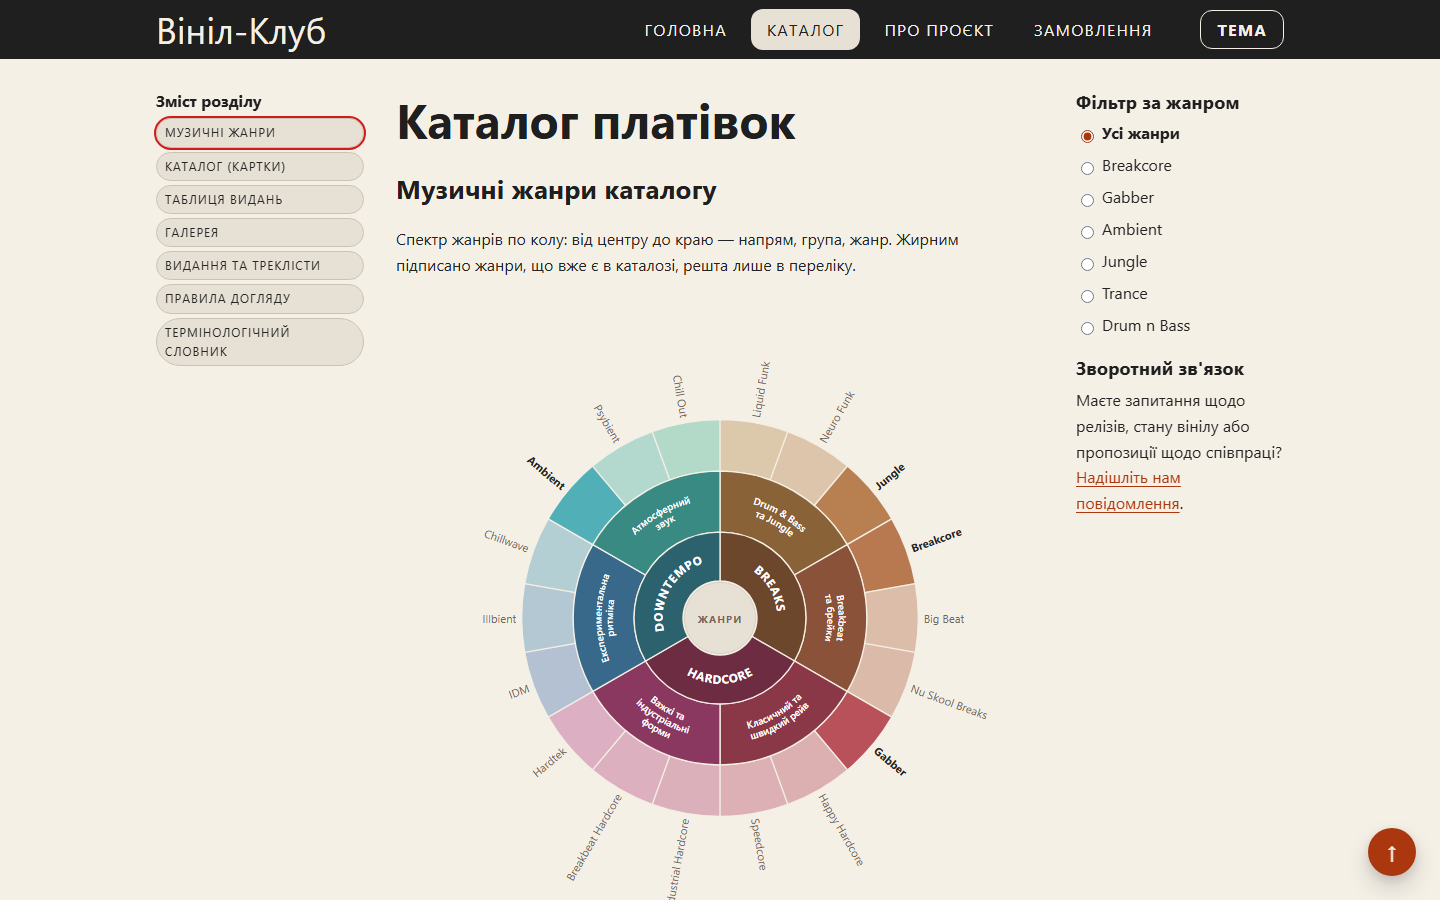 Вініл-Клуб
ГОЛОВНА
КАТАЛОГ
ПРО ПРОЄКТ
ЗАМОВЛЕННЯ
ТЕМА
Зміст розділу
МУЗИЧНІ ЖАНРИ
КАТАЛОГ (КАРТКИ)
ТАБЛИЦЯ ВИДАНЬ
ГАЛЕРЕЯ
ВИДАННЯ ТА ТРЕКЛІСТИ
ПРАВИЛА ДОГЛЯДУ
ТЕРМІНОЛОГІЧНИЙ
СЛОВНИК
Каталог платівок
Музичні жанри каталогу
Спектр жанрів по колу: від центру до краю — напрям, група, жанр. Жирним
підписано жанри, що вже є в каталозі, решта лише в переліку.
Chill Out
Liquid Funk
Psybient
Neuro Funk
Ambient
Jungle
Chillwave
Breakcore
Illbient
Big Beat
IDM
Nu Skool Breaks
Hardtek
Gabber
Breakbeat Hardcore
Hardcore
Speedcore
Happy Hardcore
Атмосферний
звук
Drum & Bass
та Jungle
Експериментальна
ритміка
Breakbeat
та брейки
Важкі та
індустріальні
форми
Класичний та
швидкий рейв
DOWNTEMPO
BREAKS
HARDCORE
ЖАНРИ
Фільтр за жанром
Усі жанри
Breakcore
Gabber
Ambient
Jungle
Trance
Drum n Bass
Зворотний зв'язок
Маєте запитання щодо
релізів, стану вінілу або
пропозиції щодо співпраці?
Надішліть нам
повідомлення.
↑